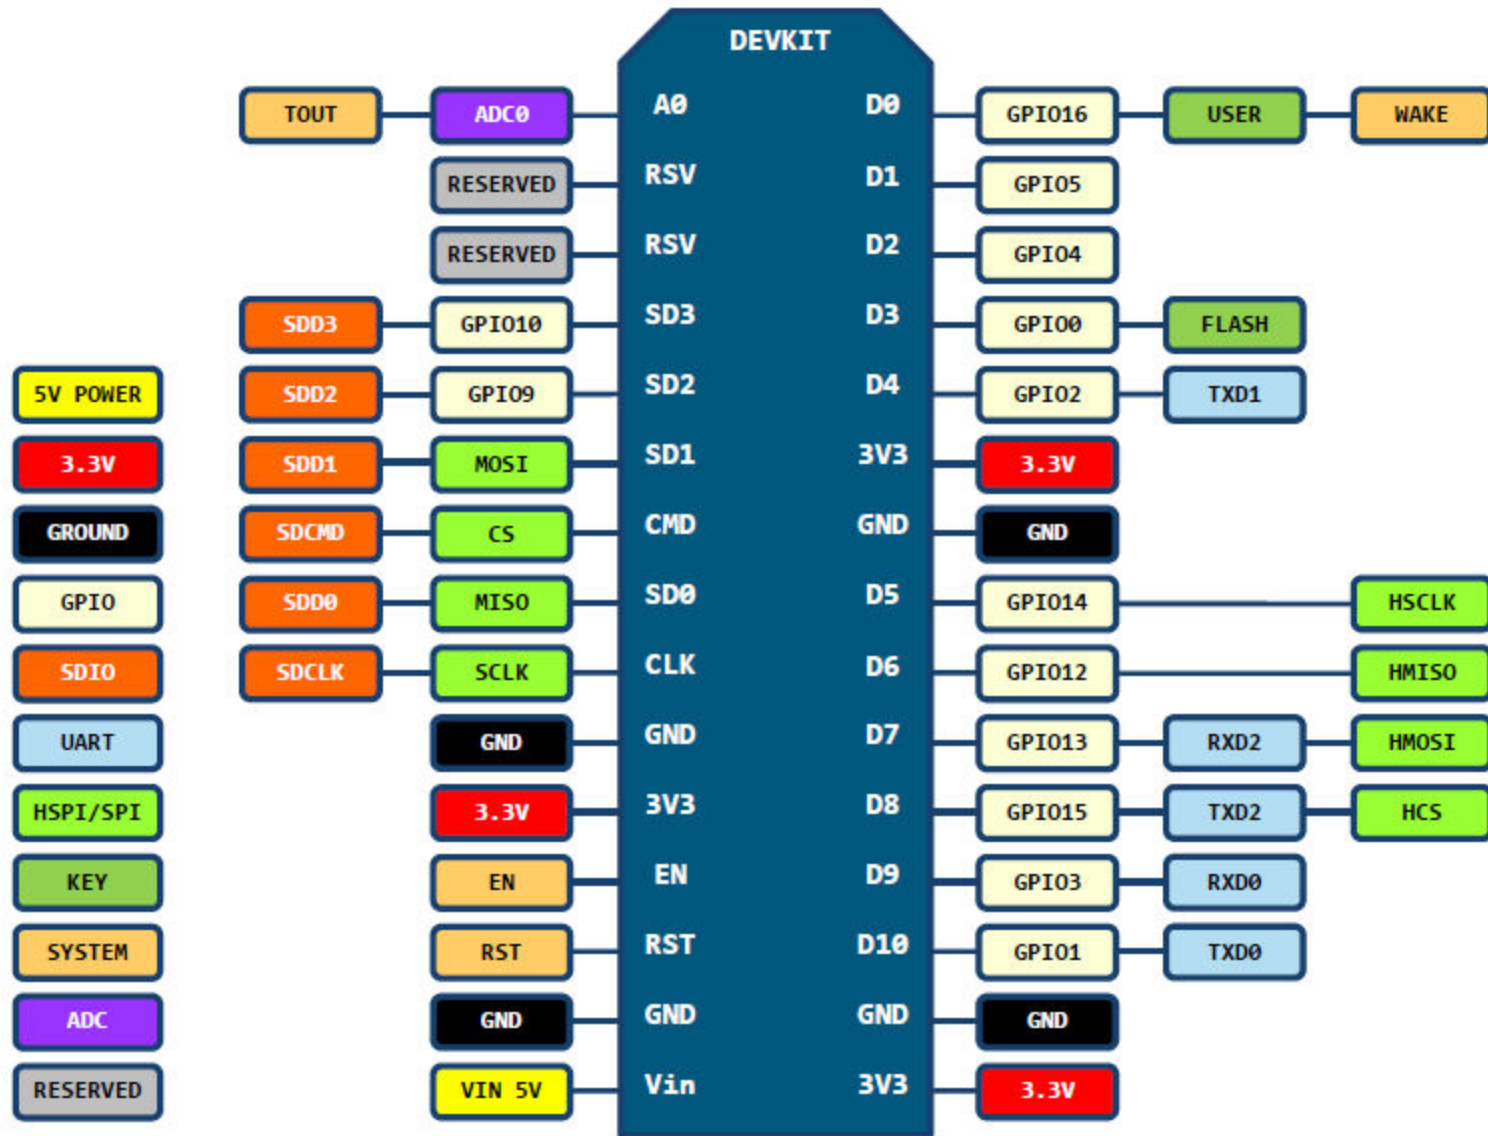 DEVKIT
TOUT ADC0 A0 D0 GPIO16 USER WAKE
RESERVED RSV D1 GPIO5
RESERVED RSV D2 GPIO4
SDD3 GPIO10 SD3 D3 GPIO0 FLASH
5V POWER SDD2 GPIO9 SD2 D4 GPIO2 TXD1
3.3V SDD1 MOSI SD1 3V3 3.3V
GROUND SDCMD CS CMD GND GND
GPIO SDD0 MISO SD0 D5 GPIO14 HSCLK
SDIO SDCLK SCLK CLK D6 GPIO12 HMISO
UART GND GND D7 GPIO13 RXD2 HMOSI
HSPI/SPI 3.3V 3V3 D8 GPIO15 TXD2 HCS
KEY EN EN D9 GPIO3 RXD0
SYSTEM RST RST D10 GPIO1 TXD0
ADC GND GND GND GND
RESERVED VIN 5V Vin 3V3 3.3V